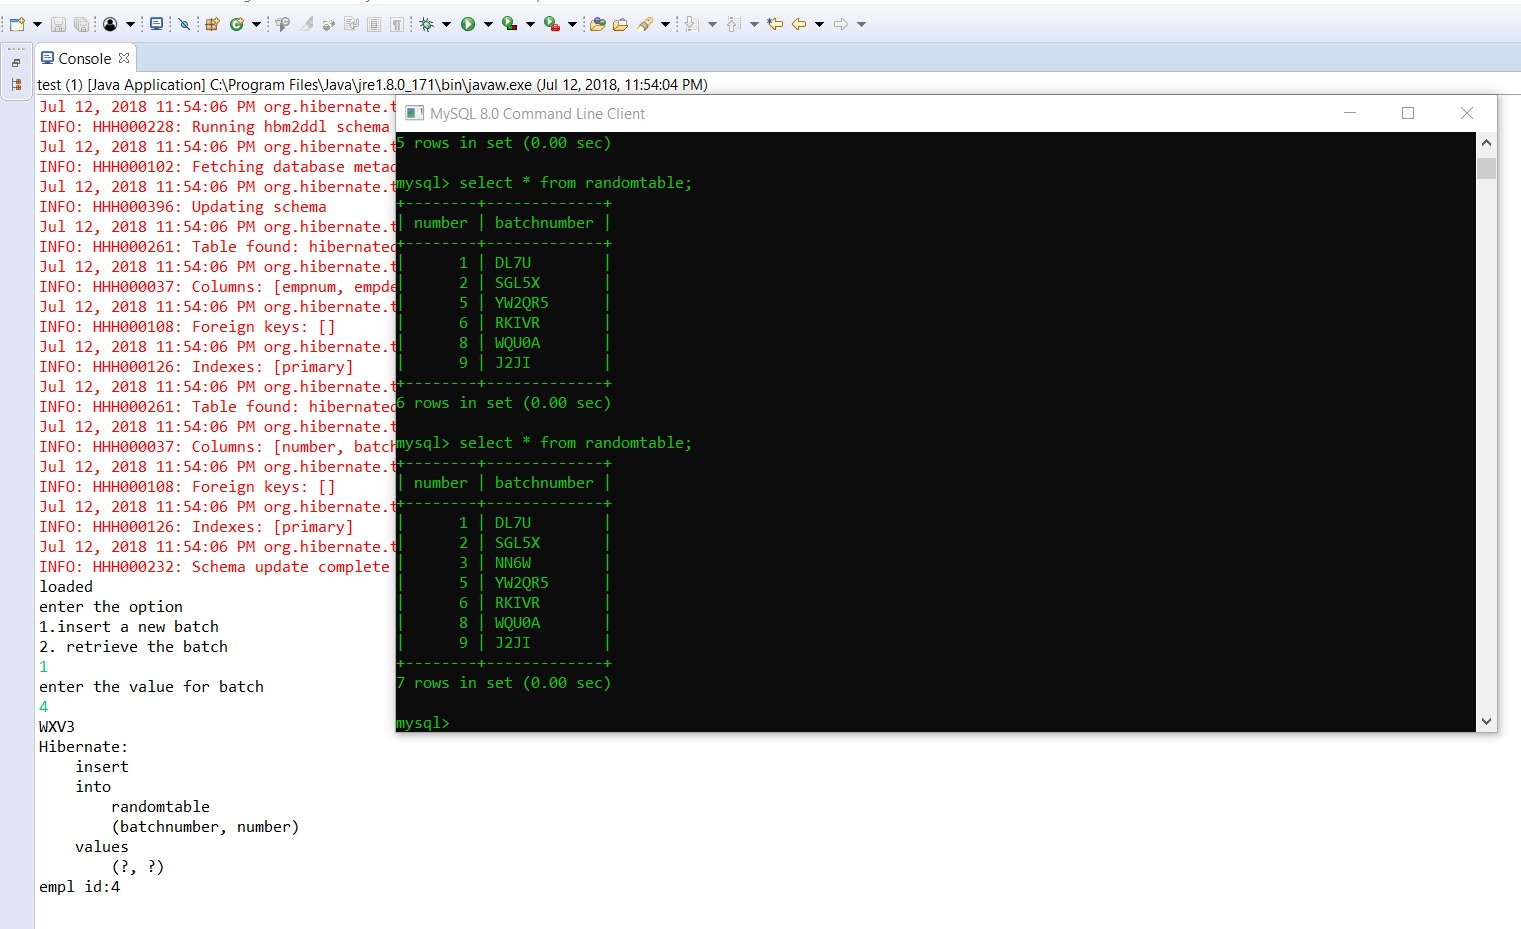 Console
test (1) [Java Application] C:\Program Files\Java\jre1.8.0_171\bin\javaw.exe (Jul 12, 2018, 11:54:04 PM)
Jul 12, 2018 11:54:06 PM org.hibernate.t
INFO: HHH000228: Running hbm2ddl schema
Jul 12, 2018 11:54:06 PM org.hibernate.t
INFO: HHH000102: Fetching database metad
Jul 12, 2018 11:54:06 PM org.hibernate.t
INFO: HHH000396: Updating schema
Jul 12, 2018 11:54:06 PM org.hibernate.t
INFO: HHH000261: Table found: hibernated
Jul 12, 2018 11:54:06 PM org.hibernate.t
INFO: HHH000037: Columns: [empnum, empde
Jul 12, 2018 11:54:06 PM org.hibernate.t
INFO: HHH000108: Foreign keys: []
Jul 12, 2018 11:54:06 PM org.hibernate.t
INFO: HHH000126: Indexes: [primary]
Jul 12, 2018 11:54:06 PM org.hibernate.t
INFO: HHH000261: Table found: hibernated
Jul 12, 2018 11:54:06 PM org.hibernate.t
INFO: HHH000037: Columns: [number, batch
Jul 12, 2018 11:54:06 PM org.hibernate.t
INFO: HHH000108: Foreign keys: []
Jul 12, 2018 11:54:06 PM org.hibernate.t
INFO: HHH000126: Indexes: [primary]
Jul 12, 2018 11:54:06 PM org.hibernate.t
INFO: HHH000232: Schema update complete
loaded
enter the option
1.insert a new batch
2. retrieve the batch
1
enter the value for batch
4
WXV3
Hibernate:
    insert
    into
        randomtable
        (batchnumber, number)
    values
        (?, ?)
empl id:4
MySQL 8.0 Command Line Client
5 rows in set (0.00 sec)
mysql> select * from randomtable;
+--------+-------------+
| number | batchnumber |
+--------+-------------+
|      1 | DL7U        |
|      2 | SGL5X       |
|      5 | YW2QR5      |
|      6 | RKIVR       |
|      8 | WQU0A       |
|      9 | J2JI        |
+--------+-------------+
6 rows in set (0.00 sec)
mysql> select * from randomtable;
+--------+-------------+
| number | batchnumber |
+--------+-------------+
|      1 | DL7U        |
|      2 | SGL5X       |
|      3 | NN6W        |
|      5 | YW2QR5      |
|      6 | RKIVR       |
|      8 | WQU0A       |
|      9 | J2JI        |
+--------+-------------+
7 rows in set (0.00 sec)
mysql>